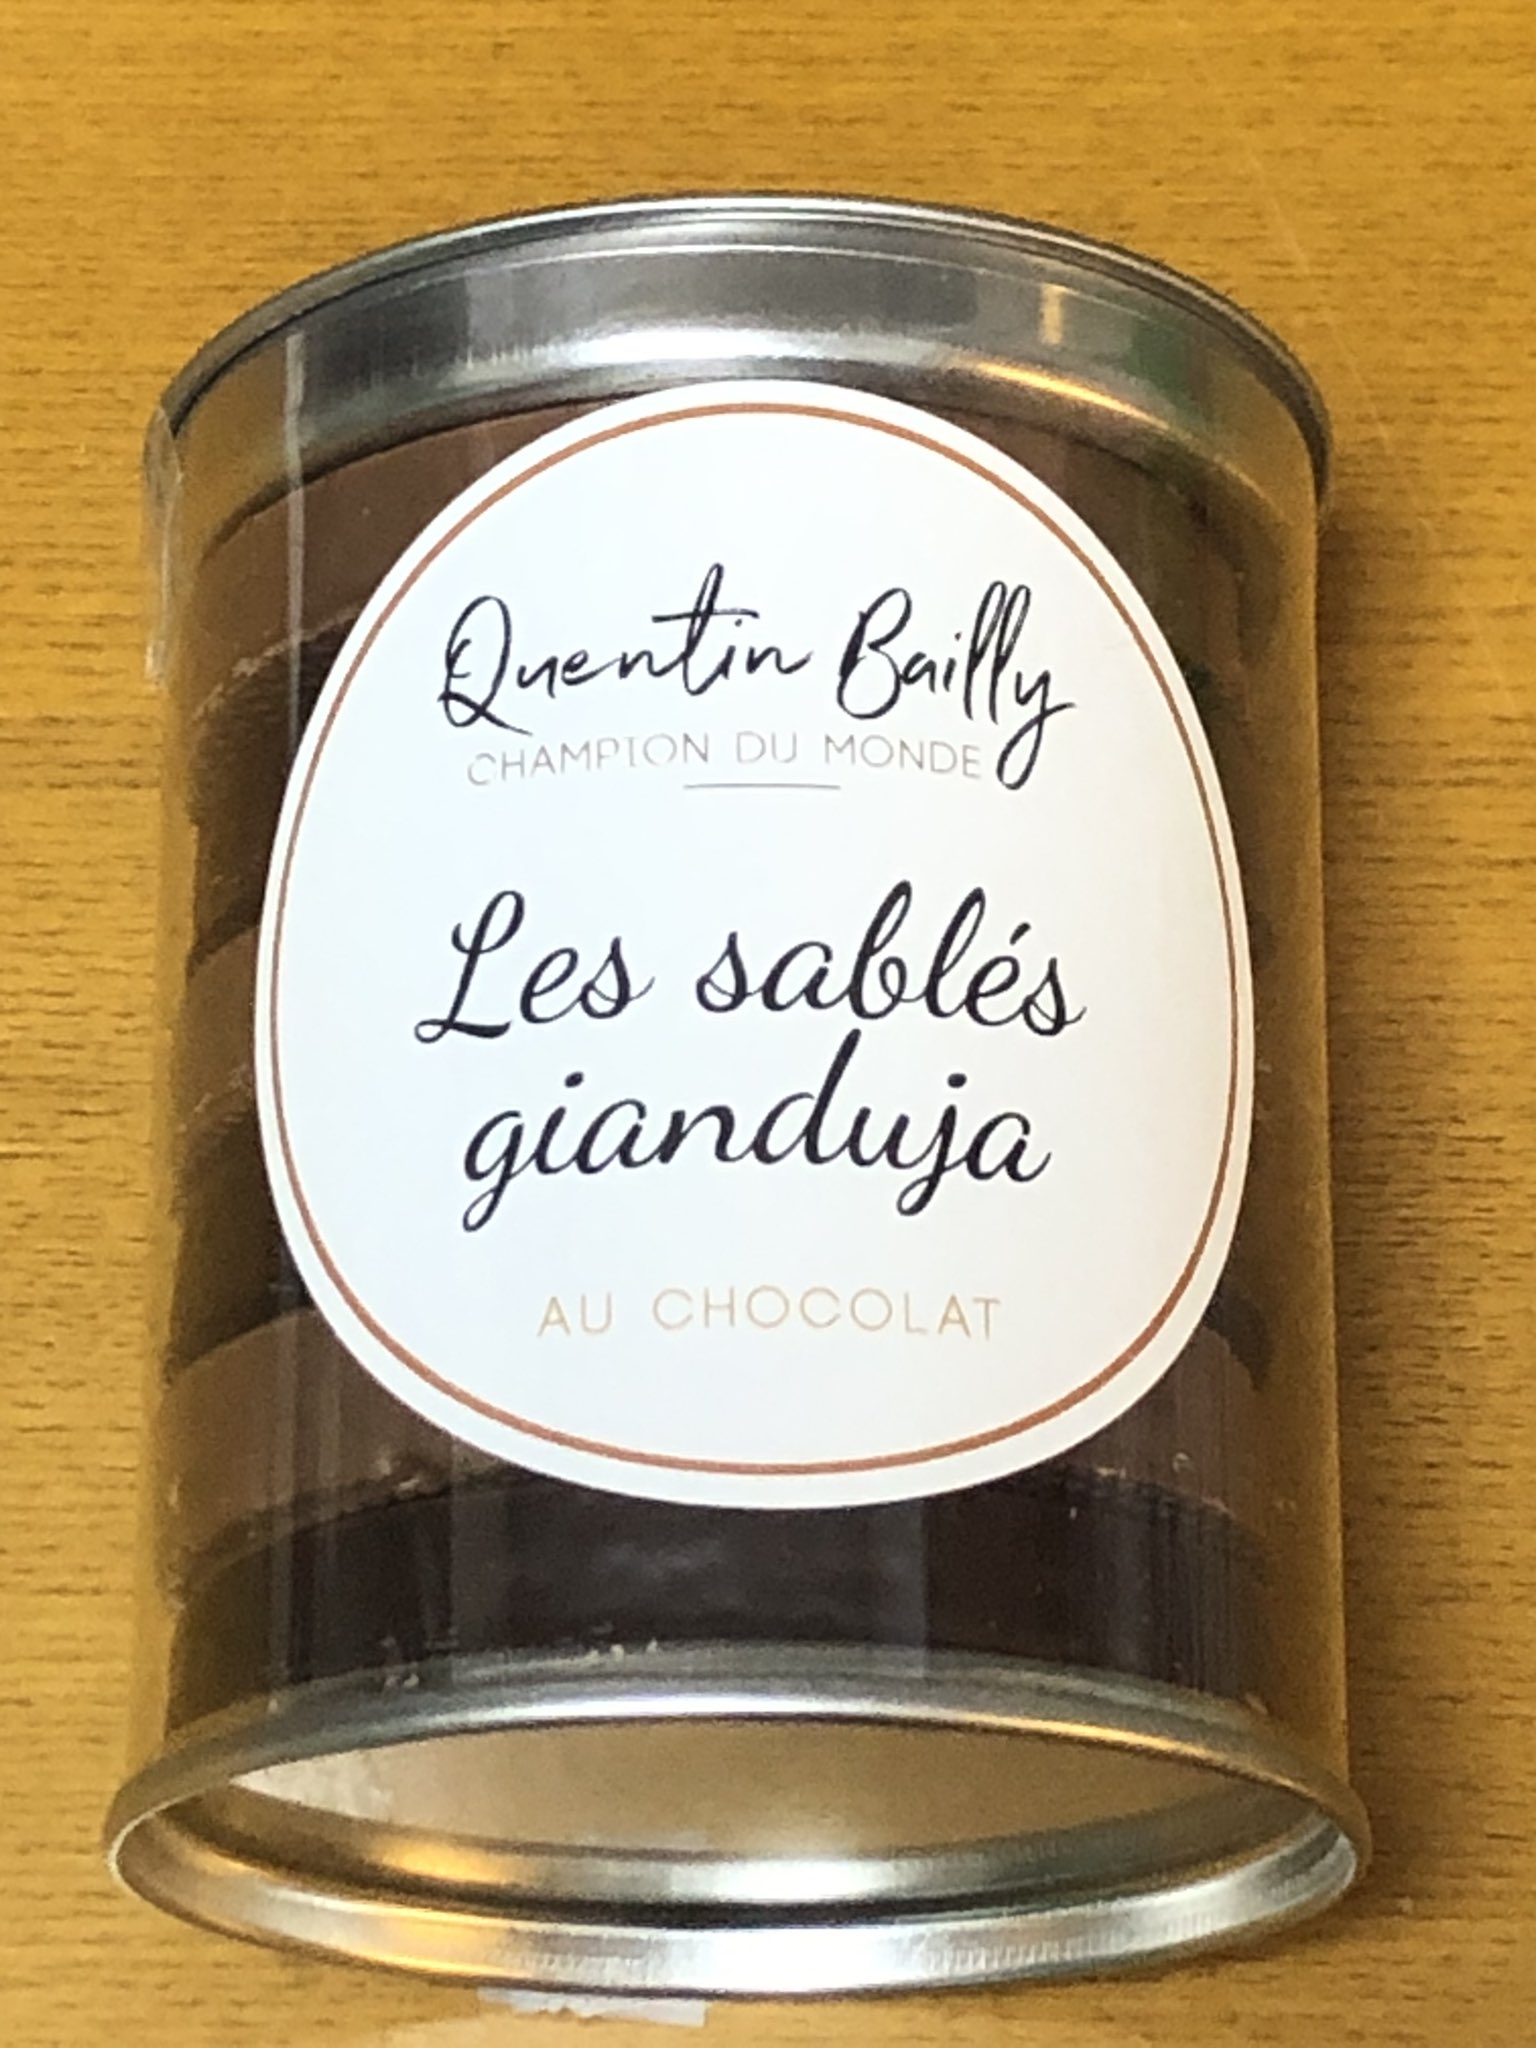 Quentin Bailly
CHAMPION DU MONDE
Les sablés
gianduja
AU CHOCOLAT